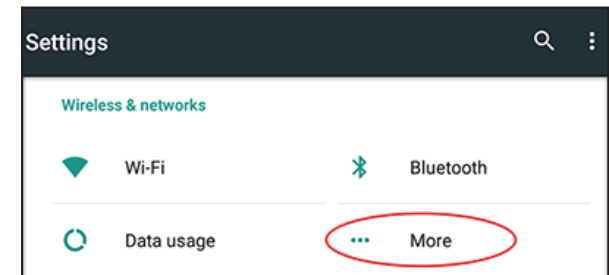 Settings
Wireless & networks
Wi-Fi
Bluetooth
Data usage
More